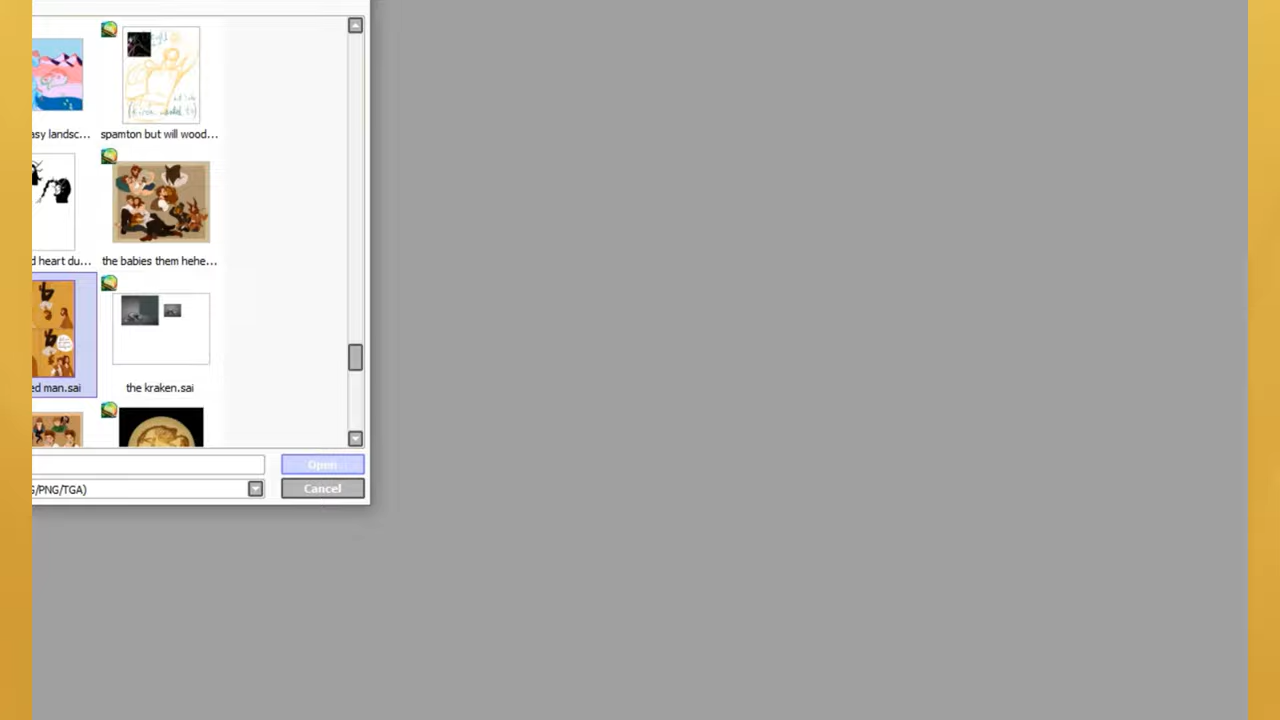 asy landsc...
spamton but will wood...
d heart du...
the babies them hehe...
ed man.sai
the kraken.sai
Open
G/PNG/TGA)
Cancel